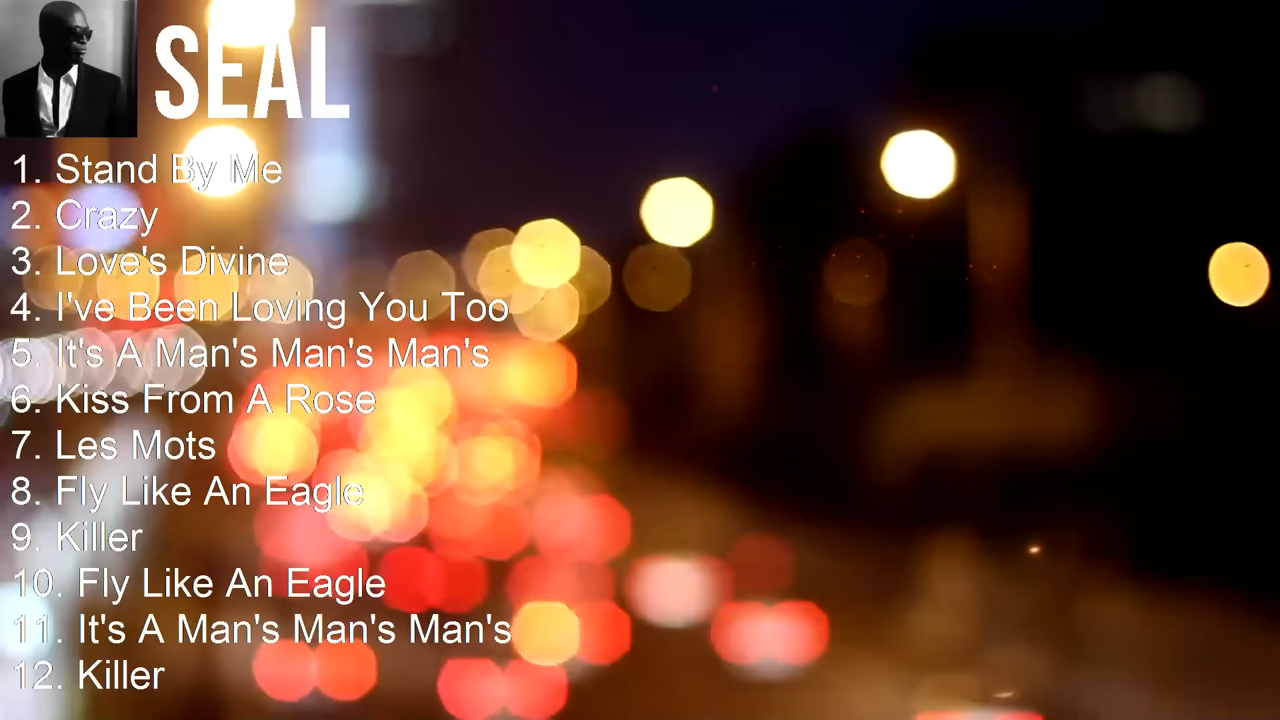 SEAL
1. Stand By Me
2. Crazy
3. Love's Divine
4. I've Been Loving You Too
5. It's A Man's Man's Man's
6. Kiss From A Rose
7. Les Mots
8. Fly Like An Eagle
9. Killer
10. Fly Like An Eagle
11. It's A Man's Man's Man's
12. Killer